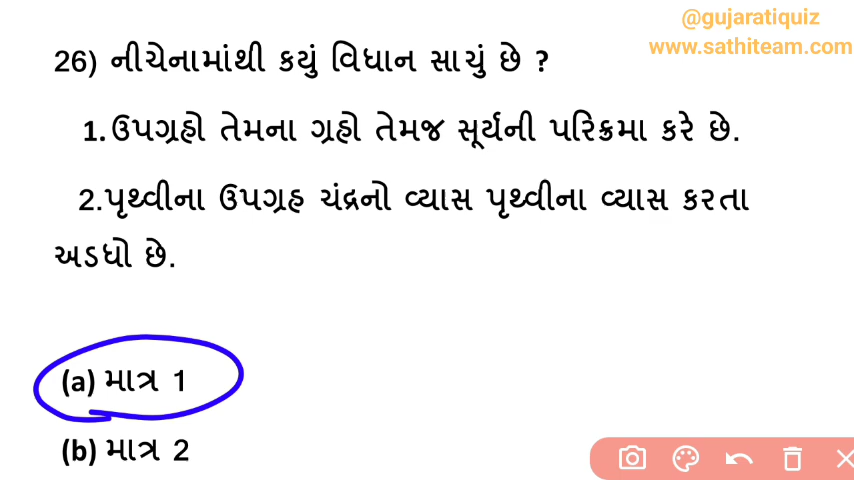 @gujaratiquiz
www.sathiteam.com
26) નીચેનામાંથી કયું વિધાન સાચું છે ?
1.ઉપગ્રહો તેમના ગ્રહો તેમજ સૂર્યની પરિક્રમા કરે છે.
2.પૃથ્વીના ઉપગ્રહ ચંદ્રનો વ્યાસ પૃથ્વીના વ્યાસ કરતા
અડધો છે.
(a) માત્ર 1
(b) માત્ર 2